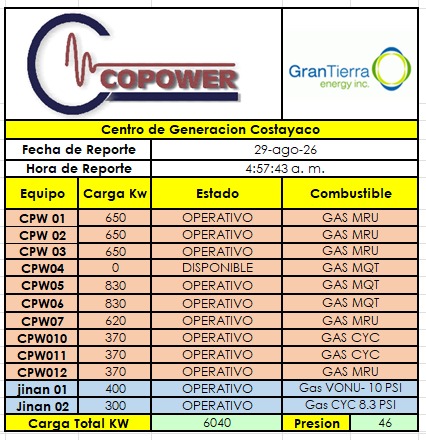 COPOWER
GranTierra
energy inc.
Centro de Generacion Costayaco
Fecha de Reporte 29-ago-26
Hora de Reporte 4:57:43 a. m.
Equipo Carga Kw Estado Combustible
CPW 01 650 OPERATIVO GAS MRU
CPW 02 650 OPERATIVO GAS MRU
CPW 03 650 OPERATIVO GAS MRU
CPW04 0 DISPONIBLE GAS MQT
CPW05 830 OPERATIVO GAS MQT
CPW06 830 OPERATIVO GAS MQT
CPW07 620 OPERATIVO GAS MRU
CPW010 370 OPERATIVO GAS CYC
CPW011 370 OPERATIVO GAS CYC
CPW012 370 OPERATIVO GAS MRU
jinan 01 400 OPERATIVO Gas VONU- 10 PSI
Jinan 02 300 OPERATIVO Gas CYC 8.3 PSI
Carga Total KW 6040 Presion 46